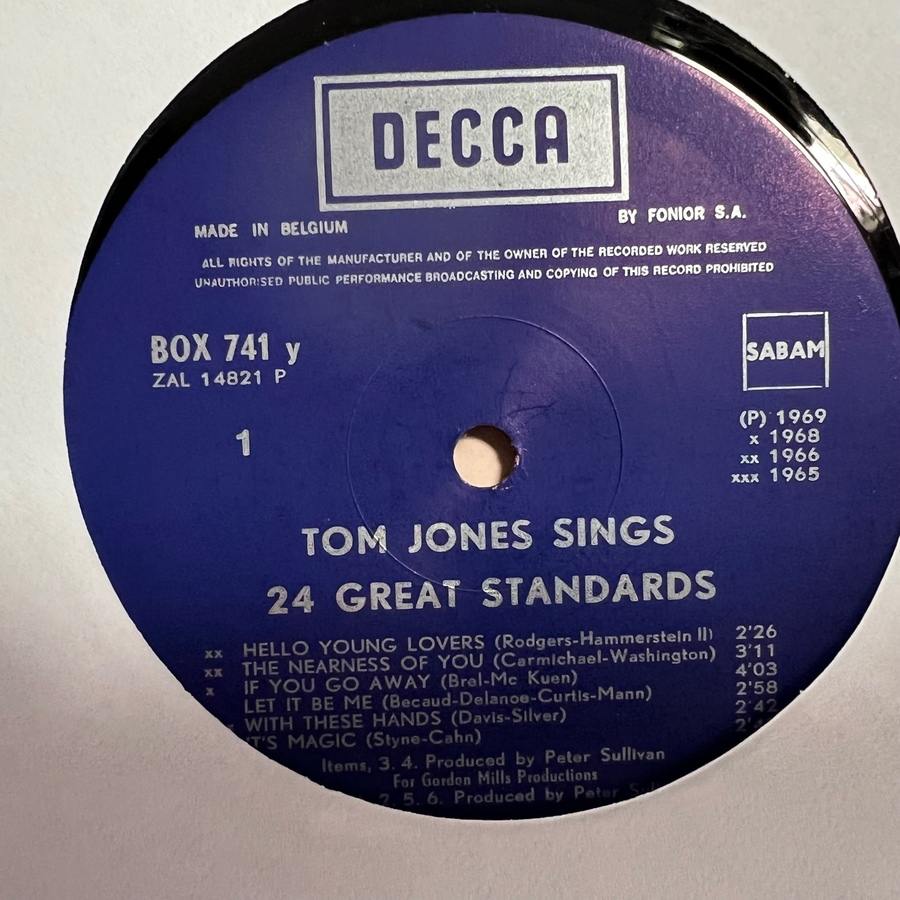 DECCA
MADE IN BELGIUM
BY FONIOR S.A.
ALL RIGHTS OF THE MANUFACTURER AND OF THE OWNER OF THE RECORDED WORK RESERVED
UNAUTHORISED PUBLIC PERFORMANCE BROADCASTING AND COPYING OF THIS RECORD PROHIBITED
BOX 741 y
ZAL 14821 P
1
SABAM
(P) 1969
x 1968
xx 1966
xxx 1965
TOM JONES SINGS
24 GREAT STANDARDS
xx HELLO YOUNG LOVERS (Rodgers-Hammerstein II) 2'26
xx THE NEARNESS OF YOU (Carmichael-Washington) 3'11
x IF YOU GO AWAY (Brel-Mc Kuen) 4'03
LET IT BE ME (Becaud-Delanoe-Curtis-Mann) 2'58
WITH THESE HANDS (Davis-Silver) 2'42
IT'S MAGIC (Styne-Cahn)
Items, 3. 4. Produced by Peter Sullivan
For Gordon Mills Productions
2. 5. 6. Produced by Peter